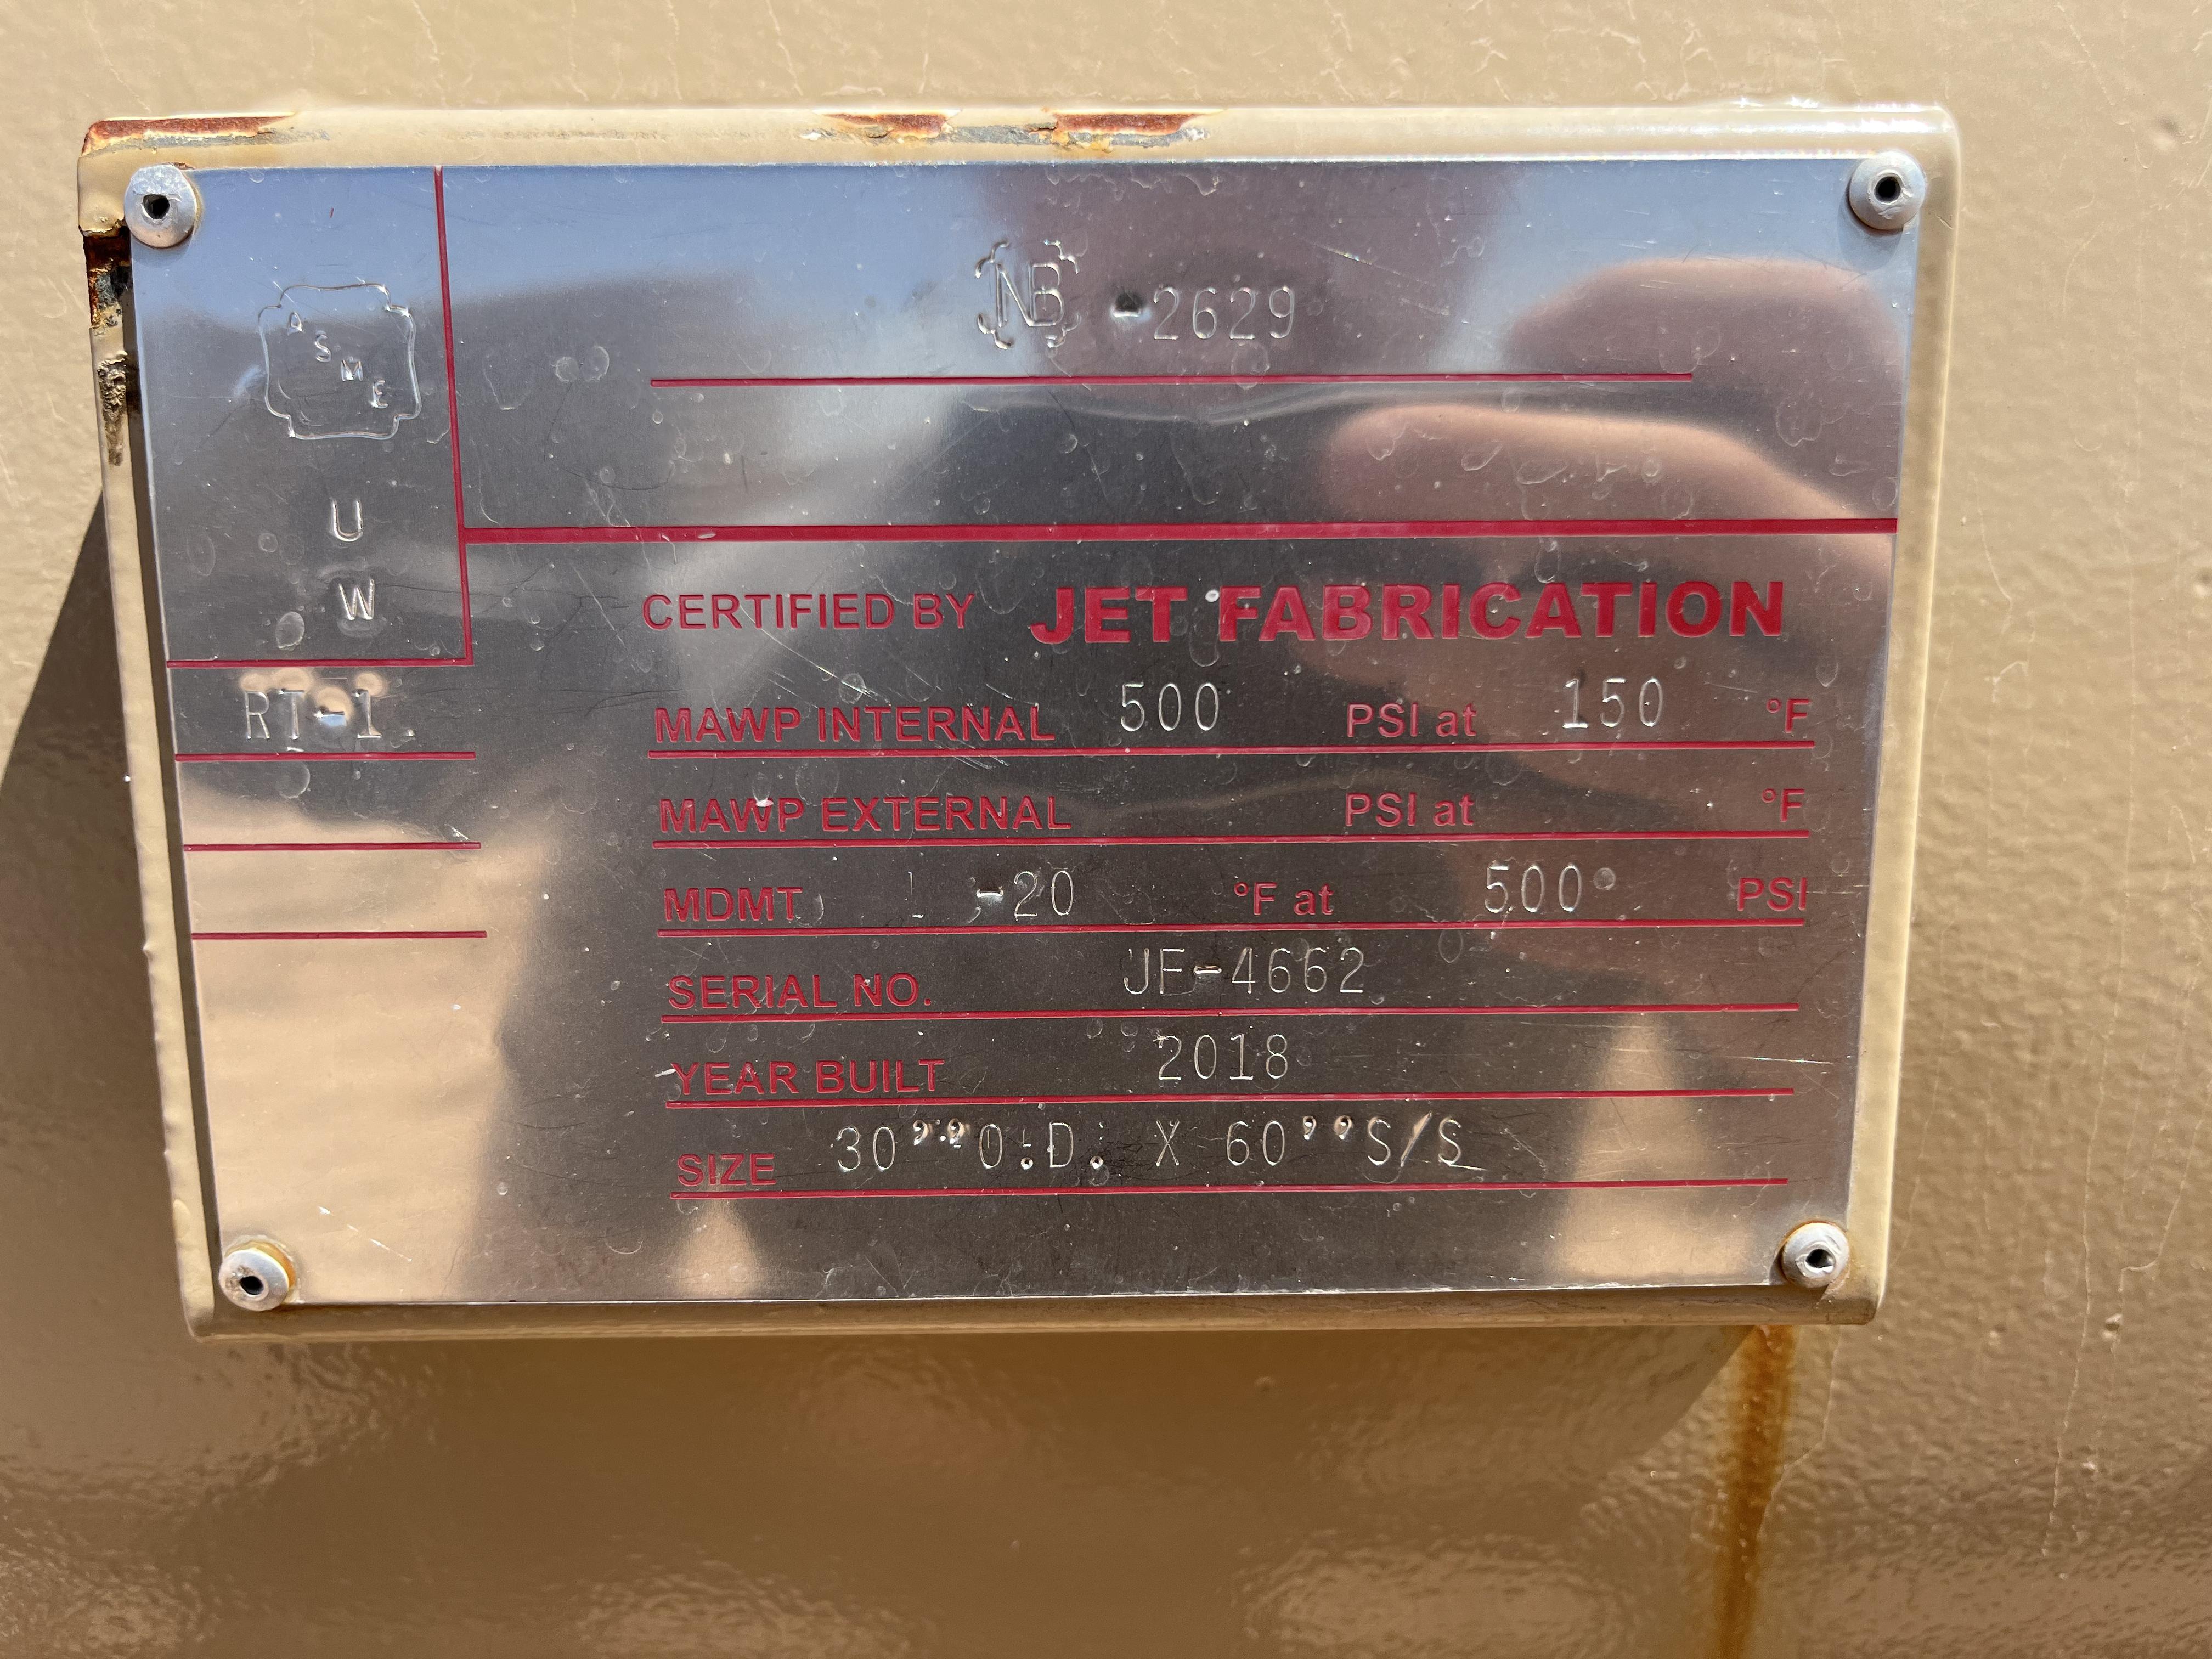 ASME
NB -2629
U
W
RT-1
CERTIFIED BY JET FABRICATION
MAWP INTERNAL 500 PSI at 150 °F
MAWP EXTERNAL PSI at °F
MDMT -20 °F at 500 PSI
SERIAL NO. JF-4662
YEAR BUILT 2018
SIZE 30’’O.D. X 60’’S/S